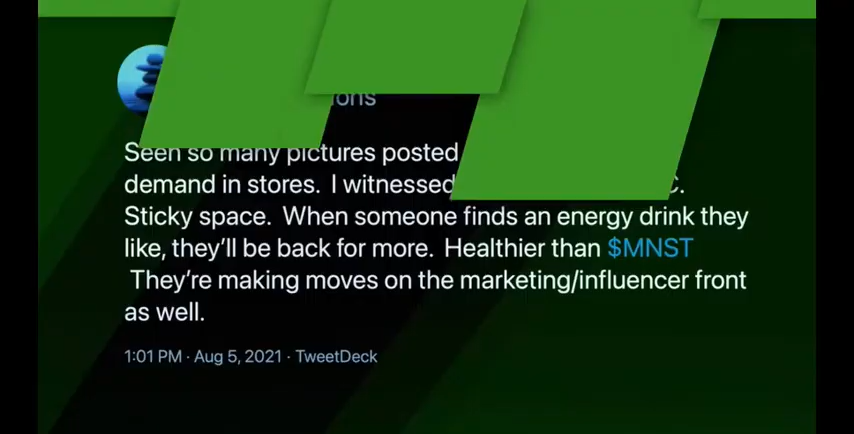 Seen so many pictures posted
demand in stores. I witnessed
Sticky space. When someone finds an energy drink they
like, they'll be back for more. Healthier than $MNST
They're making moves on the marketing/influencer front
as well.
1:01 PM · Aug 5, 2021 · TweetDeck